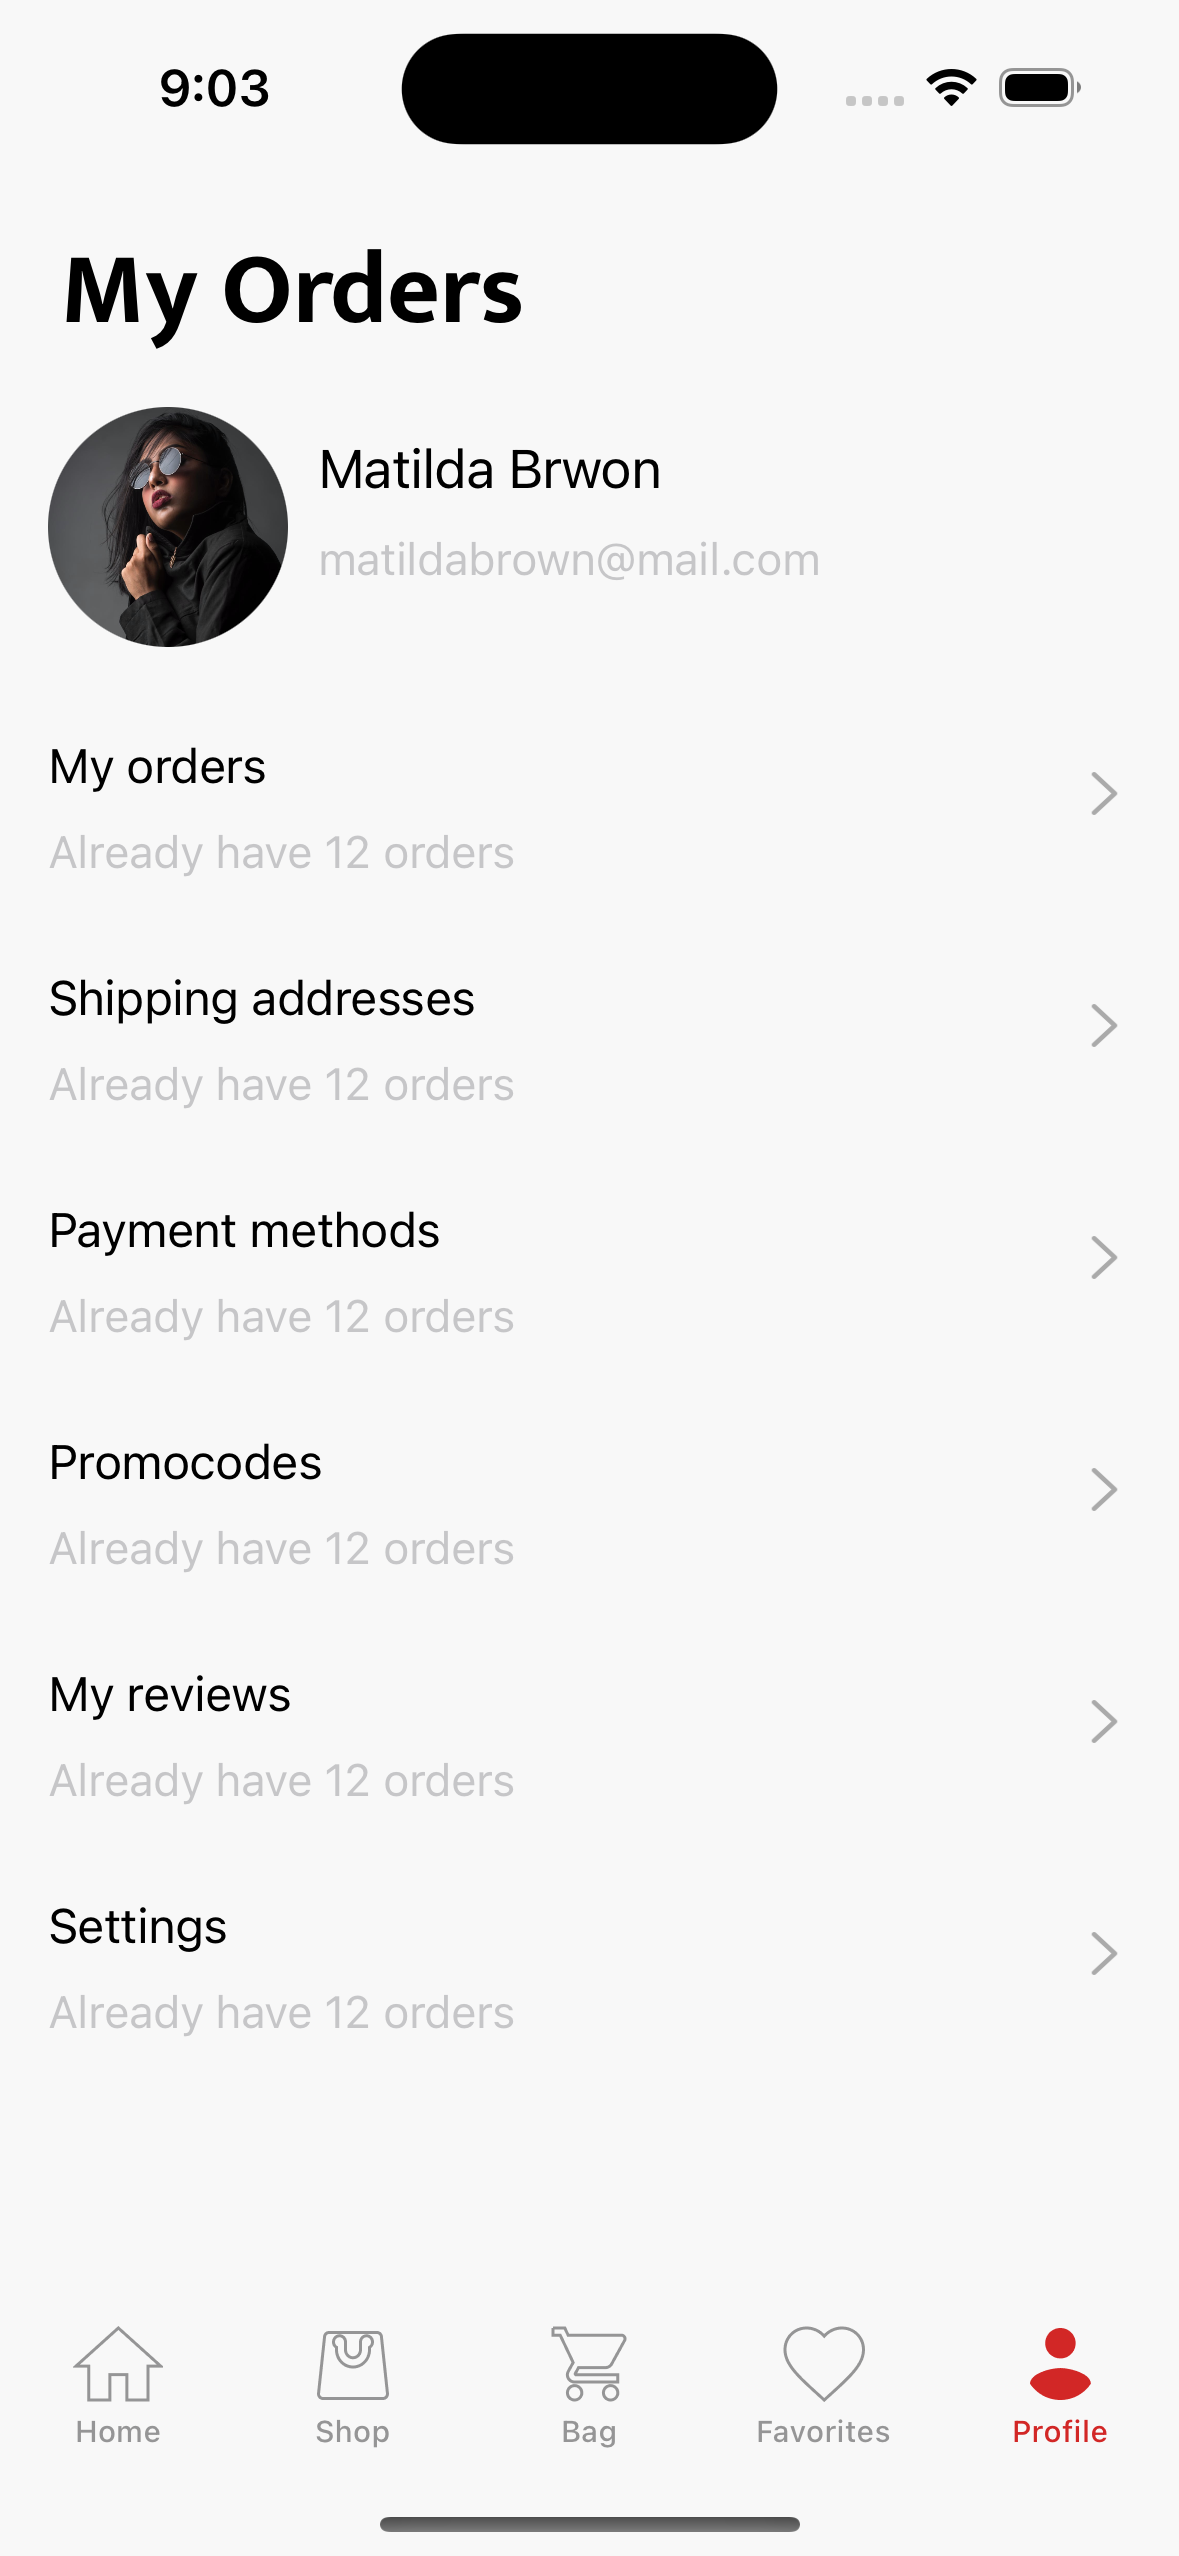 9:03
My Orders
Matilda Brwon
matildabrown@mail.com
My orders
Already have 12 orders
Shipping addresses
Already have 12 orders
Payment methods
Already have 12 orders
Promocodes
Already have 12 orders
My reviews
Already have 12 orders
Settings
Already have 12 orders
Home Shop Bag Favorites Profile